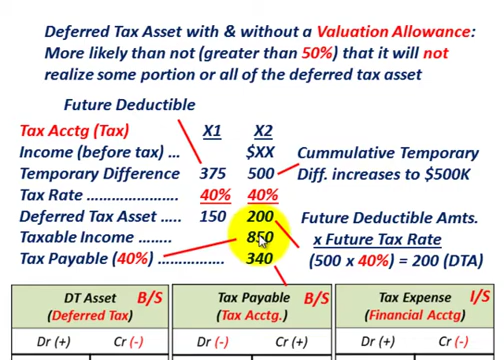 Deferred Tax Asset with & without a Valuation Allowance:
More likely than not (greater than 50%) that it will not
realize some portion or all of the deferred tax asset
Future Deductible
Tax Acctg (Tax) X1 X2
Income (before tax) ... $XX
Temporary Difference 375 500
Tax Rate ....................... 40% 40%
Deferred Tax Asset ..... 150 200
Taxable Income ........ 850
Tax Payable (40%) ................. 340
Cummulative Temporary
Diff. increases to $500K
Future Deductible Amts.
x Future Tax Rate
(500 x 40%) = 200 (DTA)
DT Asset B/S
(Deferred Tax)
Dr (+) Cr (-)
Tax Payable B/S
(Tax Acctg.)
Dr (-) Cr (+)
Tax Expense I/S
(Financial Acctg)
Dr (+) Cr (-)